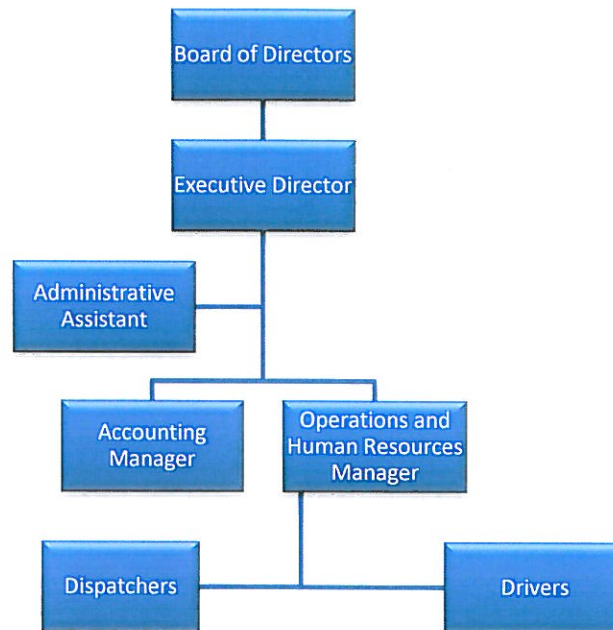 Board of Directors
Executive Director
Administrative
Assistant
Accounting
Manager
Operations and
Human Resources
Manager
Dispatchers
Drivers